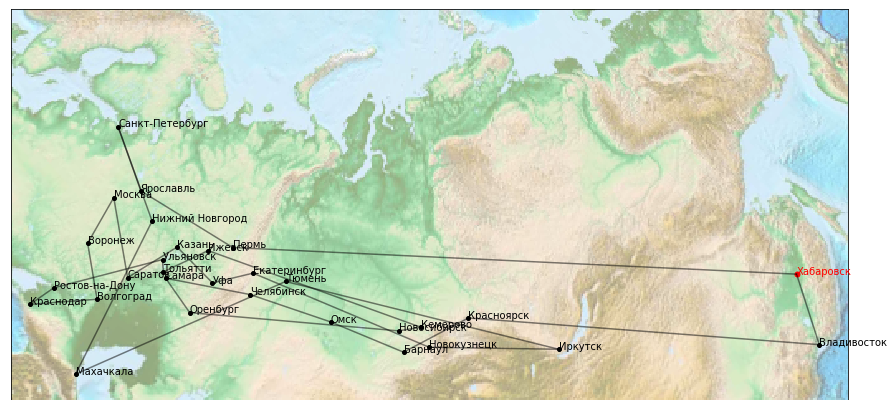 Санкт-Петербург
Ярославль
Москва
Нижний Новгород
Воронеж
Казань
Ижевск
Пермь
Ульяновск
Тольятти
Самара
Саратов
Уфа
Екатеринбург
Тюмень
Хабаровск
Ростов-на-Дону
Челябинск
Волгоград
Краснодар
Оренбург
Омск
Красноярск
Новосибирск
Кемерово
Владивосток
Барнаул
Новокузнецк
Иркутск
Махачкала